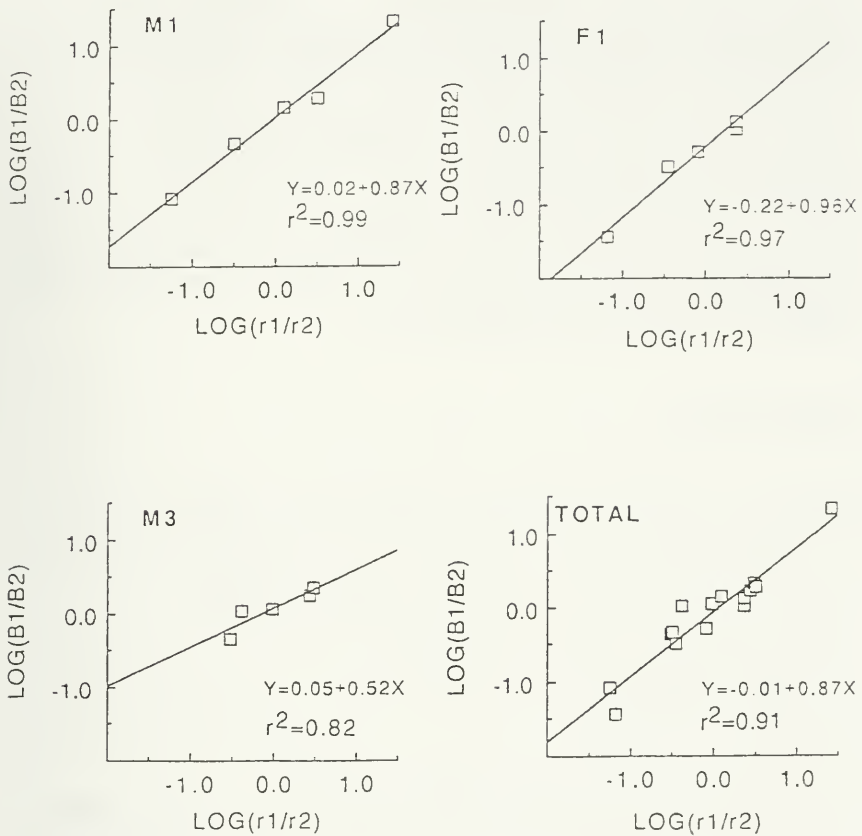 M1
LOG(B1/B2)
1.0
0.0
-1.0
Y=0.02+0.87X
r2=0.99
-1.0 0.0 1.0
LOG(r1/r2)
F1
LOG(B1/B2)
1.0
0.0
-1.0
Y=-0.22+0.96X
r2=0.97
-1.0 0.0 1.0
LOG(r1/r2)
M3
LOG(B1/B2)
1.0
0.0
-1.0
Y=0.05+0.52X
r2=0.82
-1.0 0.0 1.0
LOG(r1/r2)
TOTAL
LOG(B1/B2)
1.0
0.0
-1.0
Y=-0.01+0.87X
r2=0.91
-1.0 0.0 1.0
LOG(r1/r2)